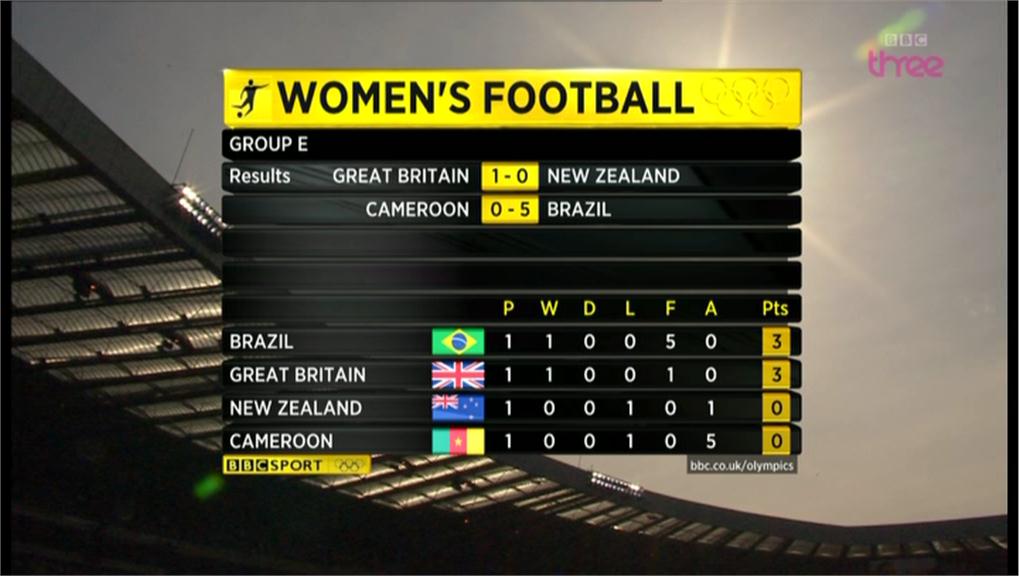 BBC
three
WOMEN'S FOOTBALL
GROUP E
Results GREAT BRITAIN 1 - 0 NEW ZEALAND
CAMEROON 0 - 5 BRAZIL
P W D L F A Pts
BRAZIL 1 1 0 0 5 0 3
GREAT BRITAIN 1 1 0 0 1 0 3
NEW ZEALAND 1 0 0 1 0 1 0
CAMEROON 1 0 0 1 0 5 0
BBC SPORT
bbc.co.uk/olympics